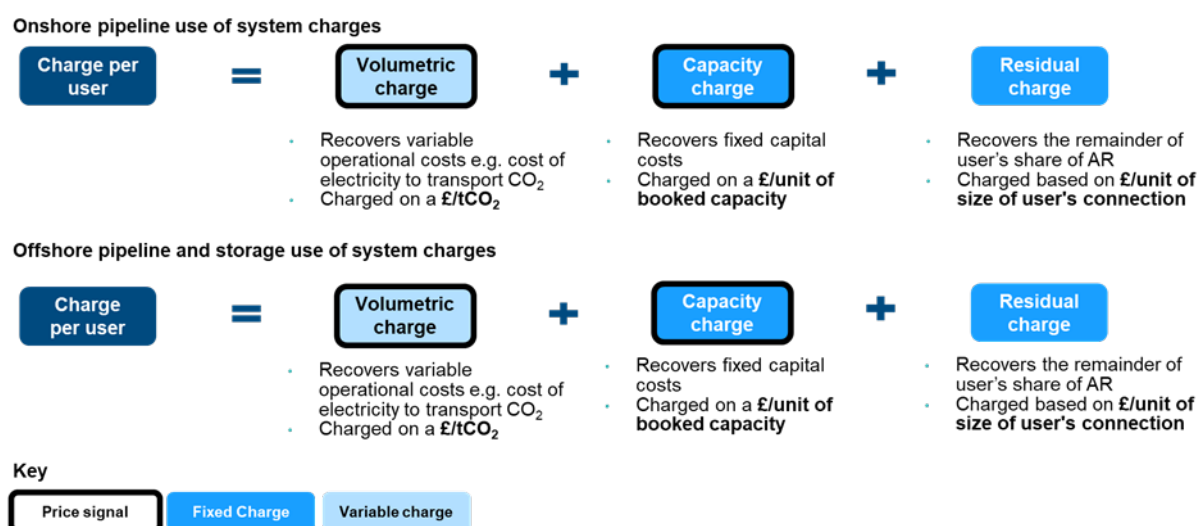 Onshore pipeline use of system charges
Charge per
user
=
Volumetric
charge
+
Capacity
charge
+
Residual
charge
• Recovers variable
operational costs e.g. cost of
electricity to transport CO₂
• Charged on a £/tCO₂
• Recovers fixed capital
costs
• Charged on a £/unit of
booked capacity
• Recovers the remainder of
user's share of AR
• Charged based on £/unit of
size of user's connection
Offshore pipeline and storage use of system charges
Charge
per user
=
Volumetric
charge
+
Capacity
charge
+
Residual
charge
• Recovers variable
operational costs e.g. cost of
electricity to transport CO₂
• Charged on a £/tCO₂
• Recovers fixed capital
costs
• Charged on a £/unit of
booked capacity
• Recovers the remainder of
user's share of AR
• Charged based on £/unit of
size of user's connection
Key
Price signal
Fixed Charge
Variable charge